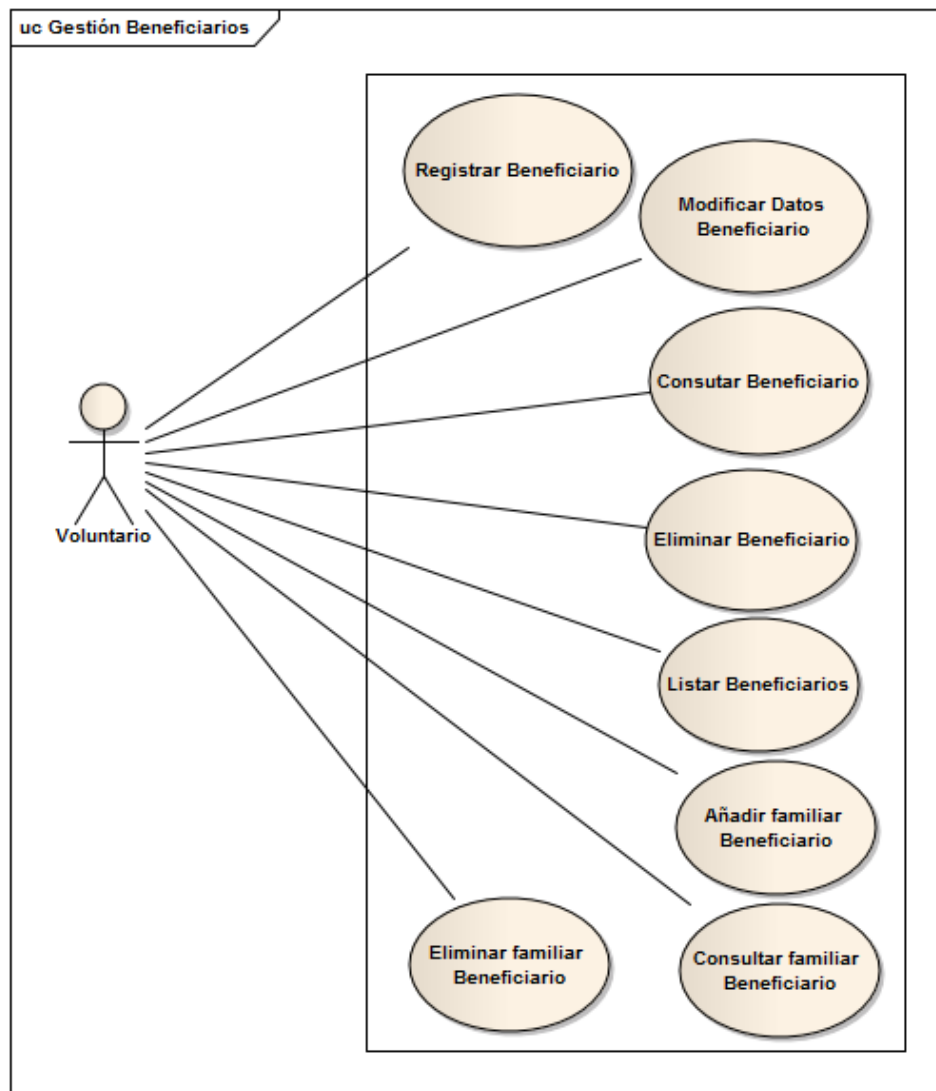 uc Gestión Beneficiarios
Registrar Beneficiario
Modificar Datos
Beneficiario
Consutar Beneficiario
Voluntario
Eliminar Beneficiario
Listar Beneficiarios
Añadir familiar
Beneficiario
Eliminar familiar
Beneficiario
Consultar familiar
Beneficiario